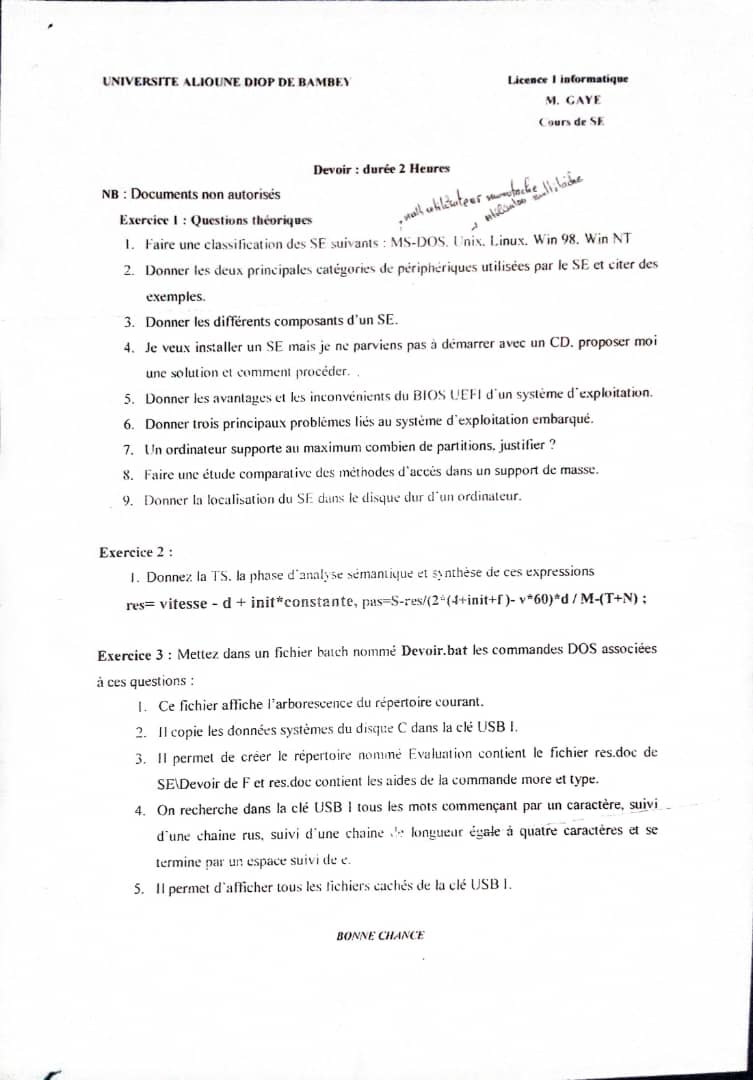 UNIVERSITE ALIOUNE DIOP DE BAMBEY
Licence 1 informatique
M. GAYE
Cours de SE
Devoir : durée 2 Heures
NB : Documents non autorisés
multi utilisateur monotache
utilisation multi tâche
Exercice 1 : Questions théoriques
1. Faire une classification des SE suivants : MS-DOS, Unix, Linux, Win 98, Win NT
2. Donner les deux principales catégories de périphériques utilisées par le SE et citer des
exemples.
3. Donner les différents composants d'un SE.
4. Je veux installer un SE mais je ne parviens pas à démarrer avec un CD, proposer moi
une solution et comment procéder.
5. Donner les avantages et les inconvénients du BIOS UEFI d'un système d'exploitation.
6. Donner trois principaux problèmes liés au système d'exploitation embarqué.
7. Un ordinateur supporte au maximum combien de partitions, justifier ?
8. Faire une étude comparative des méthodes d'accès dans un support de masse.
9. Donner la localisation du SE dans le disque dur d'un ordinateur.
Exercice 2 :
1. Donnez la TS, la phase d'analyse sémantique et synthèse de ces expressions
res= vitesse - d + init*constante, pas=S-res/(2*(4+init+f)- v*60)*d / M-(T+N) ;
Exercice 3 : Mettez dans un fichier batch nommé Devoir.bat les commandes DOS associées
à ces questions :
1. Ce fichier affiche l'arborescence du répertoire courant.
2. Il copie les données systèmes du disque C dans la clé USB I.
3. Il permet de créer le répertoire nommé Evaluation contient le fichier res.doc de
SE\Devoir de F et res.doc contient les aides de la commande more et type.
4. On recherche dans la clé USB I tous les mots commençant par un caractère, suivi
d'une chaine rus, suivi d'une chaine de longueur égale à quatre caractères et se
termine par un espace suivi de e.
5. Il permet d'afficher tous les fichiers cachés de la clé USB I.
BONNE CHANCE